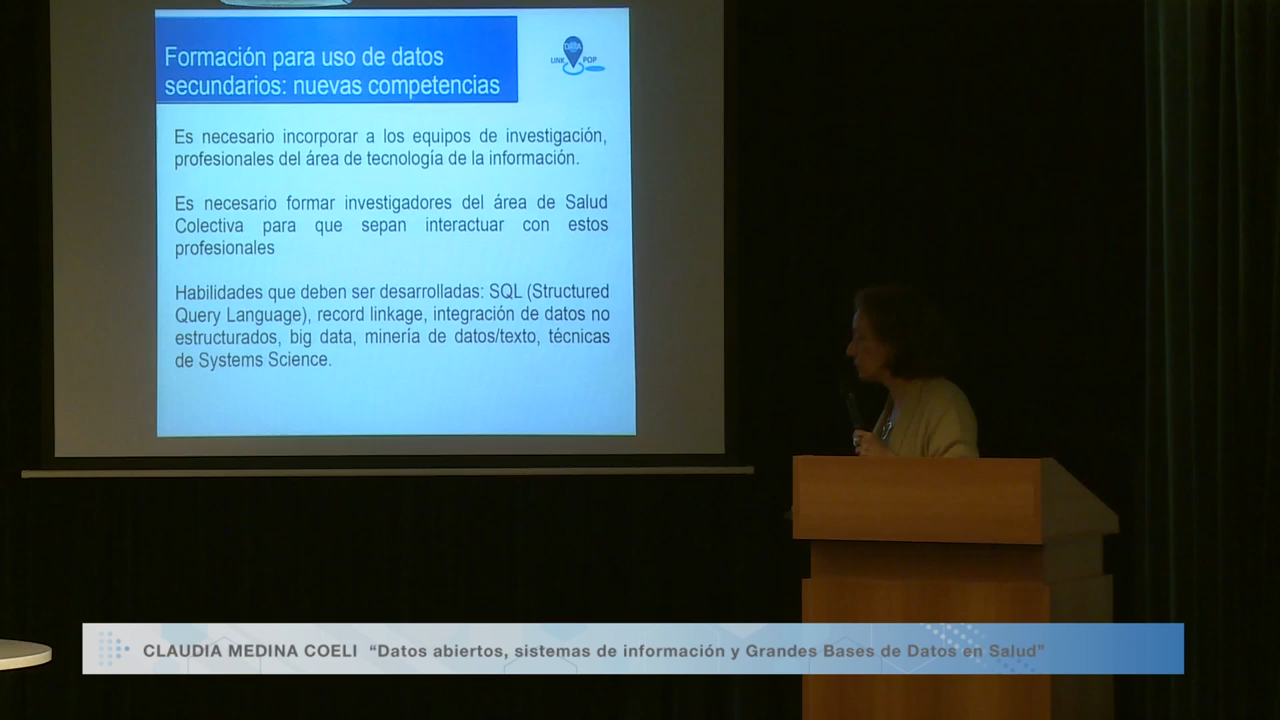 Formación para uso de datos
secundarios: nuevas competencias
DATA
LINK POP
Es necesario incorporar a los equipos de investigación,
profesionales del área de tecnología de la información.
Es necesario formar investigadores del área de Salud
Colectiva para que sepan interactuar con estos
profesionales
Habilidades que deben ser desarrolladas: SQL (Structured
Query Language), record linkage, integración de datos no
estructurados, big data, minería de datos/texto, técnicas
de Systems Science.
CLAUDIA MEDINA COELI “Datos abiertos, sistemas de información y Grandes Bases de Datos en Salud”